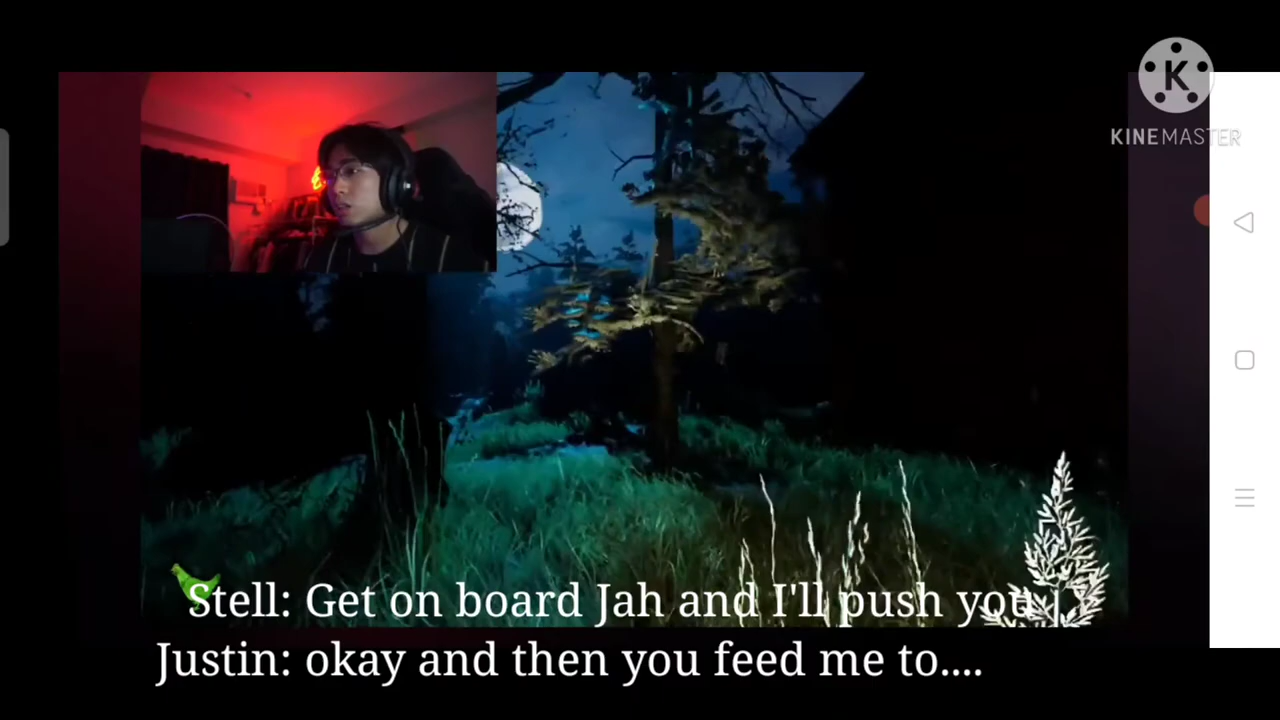 K
KINEMASTER
Stell: Get on board Jah and I'll push you
Justin: okay and then you feed me to....